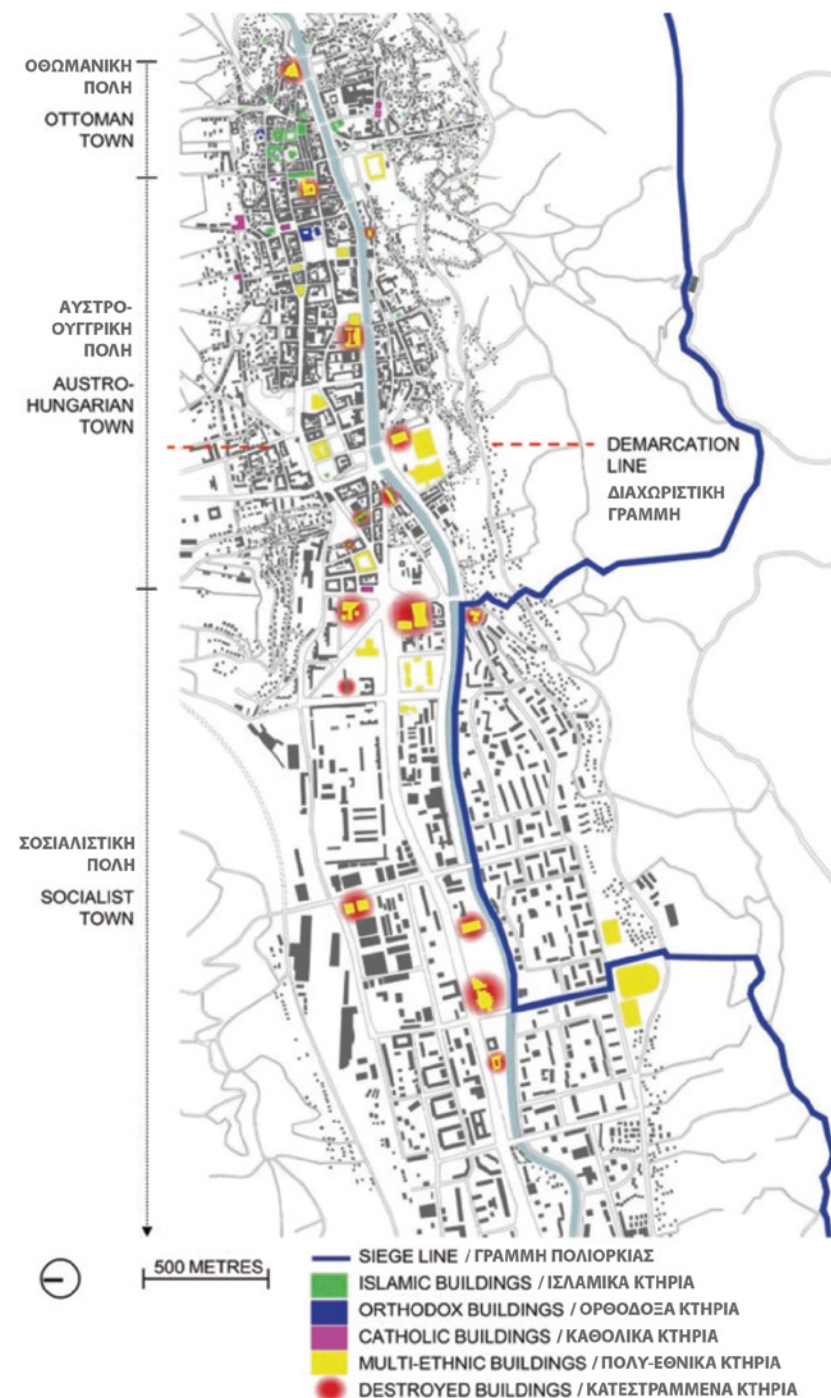 ΟΘΩΜΑΝΙΚΗ
ΠΟΛΗ
OTTOMAN
TOWN
ΑΥΣΤΡΟ-
ΟΥΓΓΡΙΚΗ
ΠΟΛΗ
AUSTRO-
HUNGARIAN
TOWN
DEMARCATION
LINE
ΔΙΑΧΩΡΙΣΤΙΚΗ
ΓΡΑΜΜΗ
ΣΟΣΙΑΛΙΣΤΙΚΗ
ΠΟΛΗ
SOCIALIST
TOWN
500 METRES
SIEGE LINE / ΓΡΑΜΜΗ ΠΟΛΙΟΡΚΙΑΣ
ISLAMIC BUILDINGS / ΙΣΛΑΜΙΚΑ ΚΤΗΡΙΑ
ORTHODOX BUILDINGS / ΟΡΘΟΔΟΞΑ ΚΤΗΡΙΑ
CATHOLIC BUILDINGS / ΚΑΘΟΛΙΚΑ ΚΤΗΡΙΑ
MULTI-ETHNIC BUILDINGS / ΠΟΛΥ-ΕΘΝΙΚΑ ΚΤΗΡΙΑ
DESTROYED BUILDINGS / ΚΑΤΕΣΤΡΑΜΜΕΝΑ ΚΤΗΡΙΑ